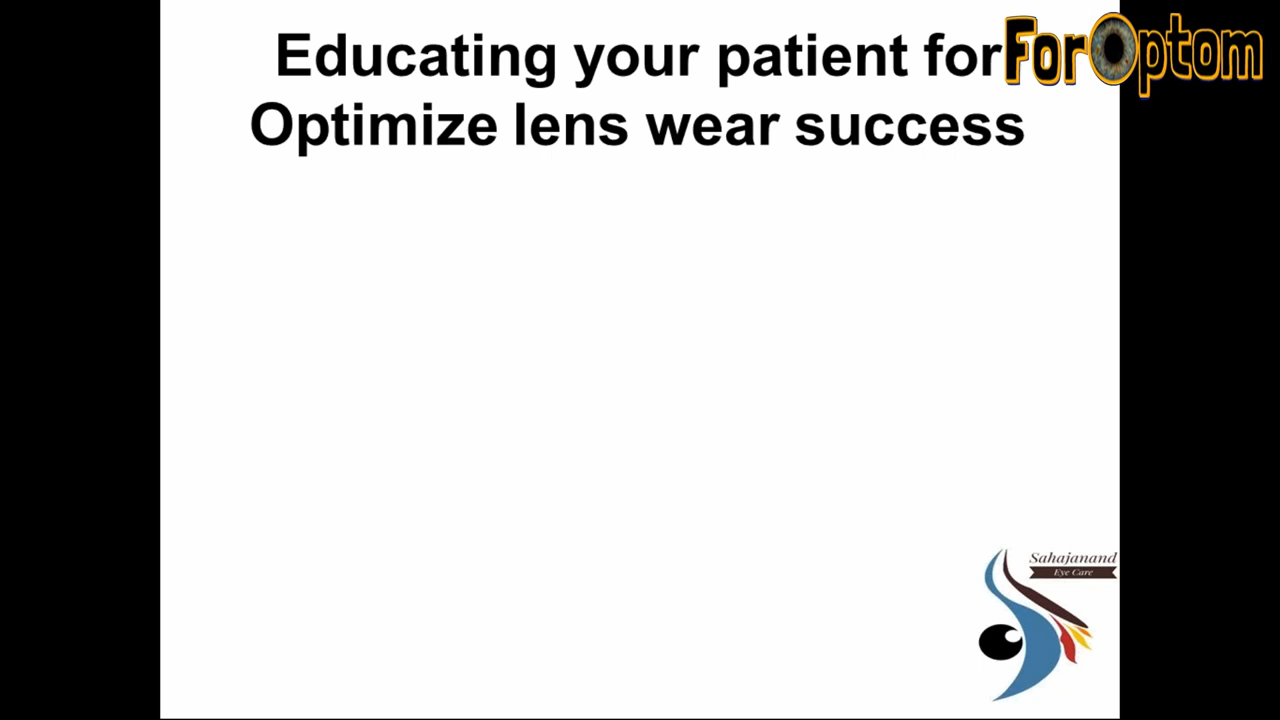 Educating your patient for
Optimize lens wear success
ForOptom
Sahajanand
Eye Care